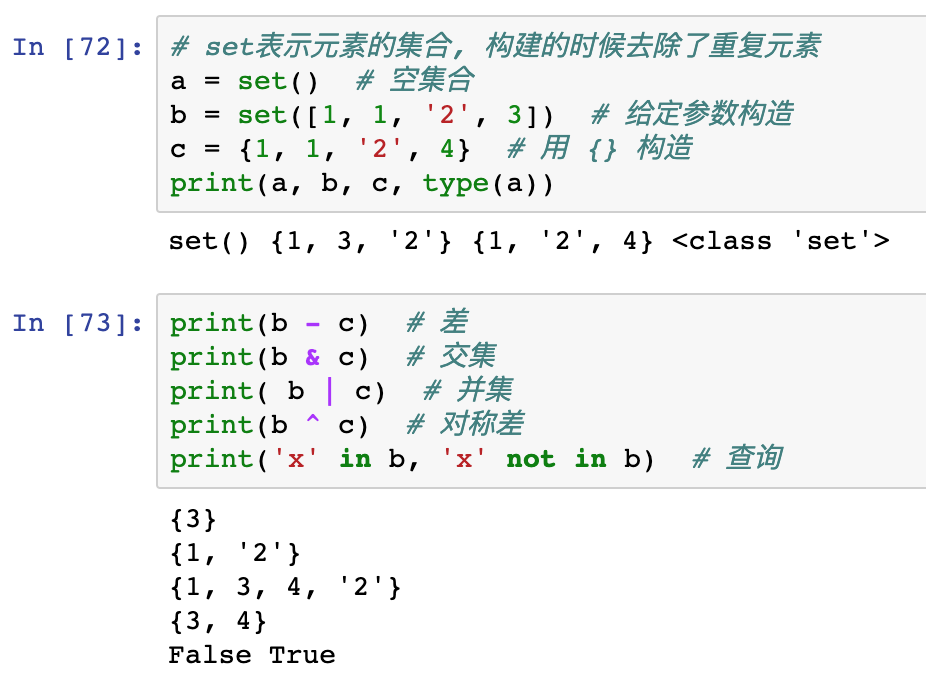 In [72]:
# set表示元素的集合, 构建的时候去除了重复元素
a = set()  # 空集合
b = set([1, 1, '2', 3])  # 给定参数构造
c = {1, 1, '2', 4}  # 用 {} 构造
print(a, b, c, type(a))
set() {1, 3, '2'} {1, '2', 4} <class 'set'>
In [73]:
print(b - c)  # 差
print(b & c)  # 交集
print( b | c)  # 并集
print(b ^ c)  # 对称差
print('x' in b, 'x' not in b)  # 查询
{3}
{1, '2'}
{1, 3, 4, '2'}
{3, 4}
False True